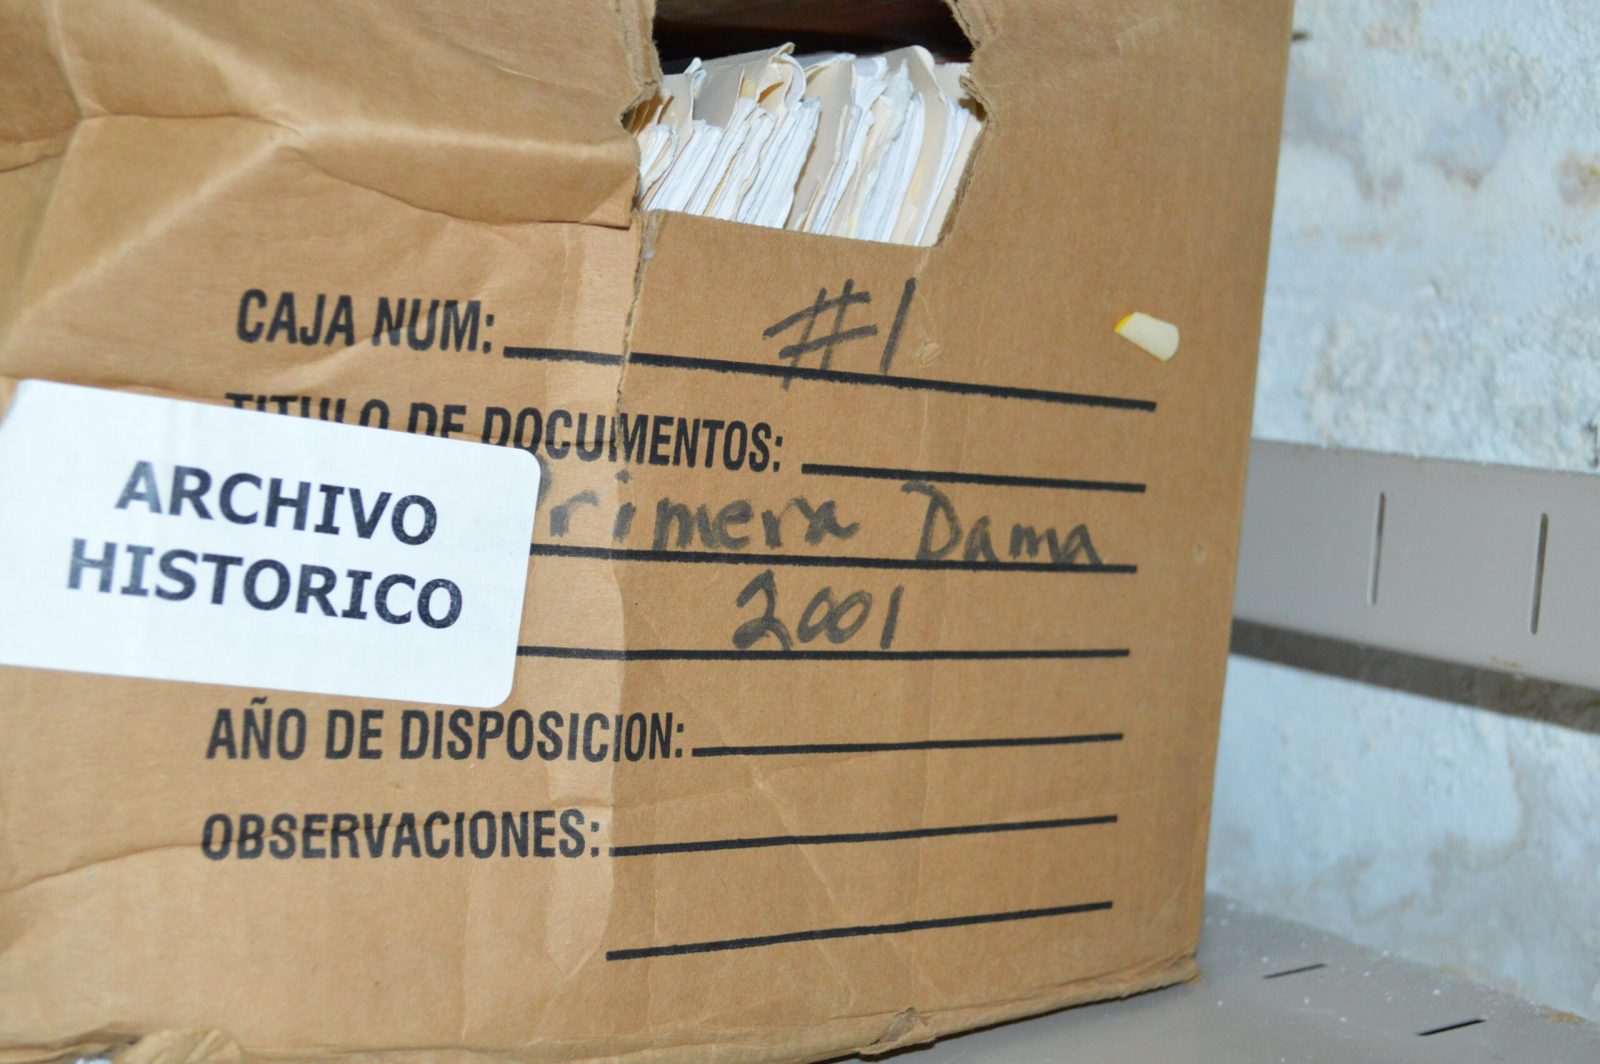 CAJA NUM: #1
TITULO DE DOCUMENTOS:
Primera Dama
2001
ARCHIVO
HISTORICO
AÑO DE DISPOSICION:
OBSERVACIONES: